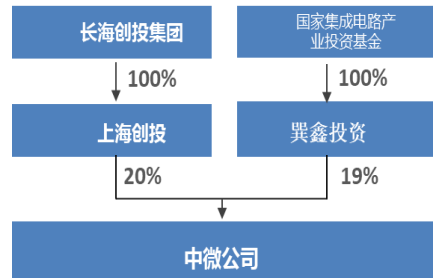 长海创投集团
国家集成电路产
业投资基金
100%
100%
上海创投
巽鑫投资
20%
19%
中微公司